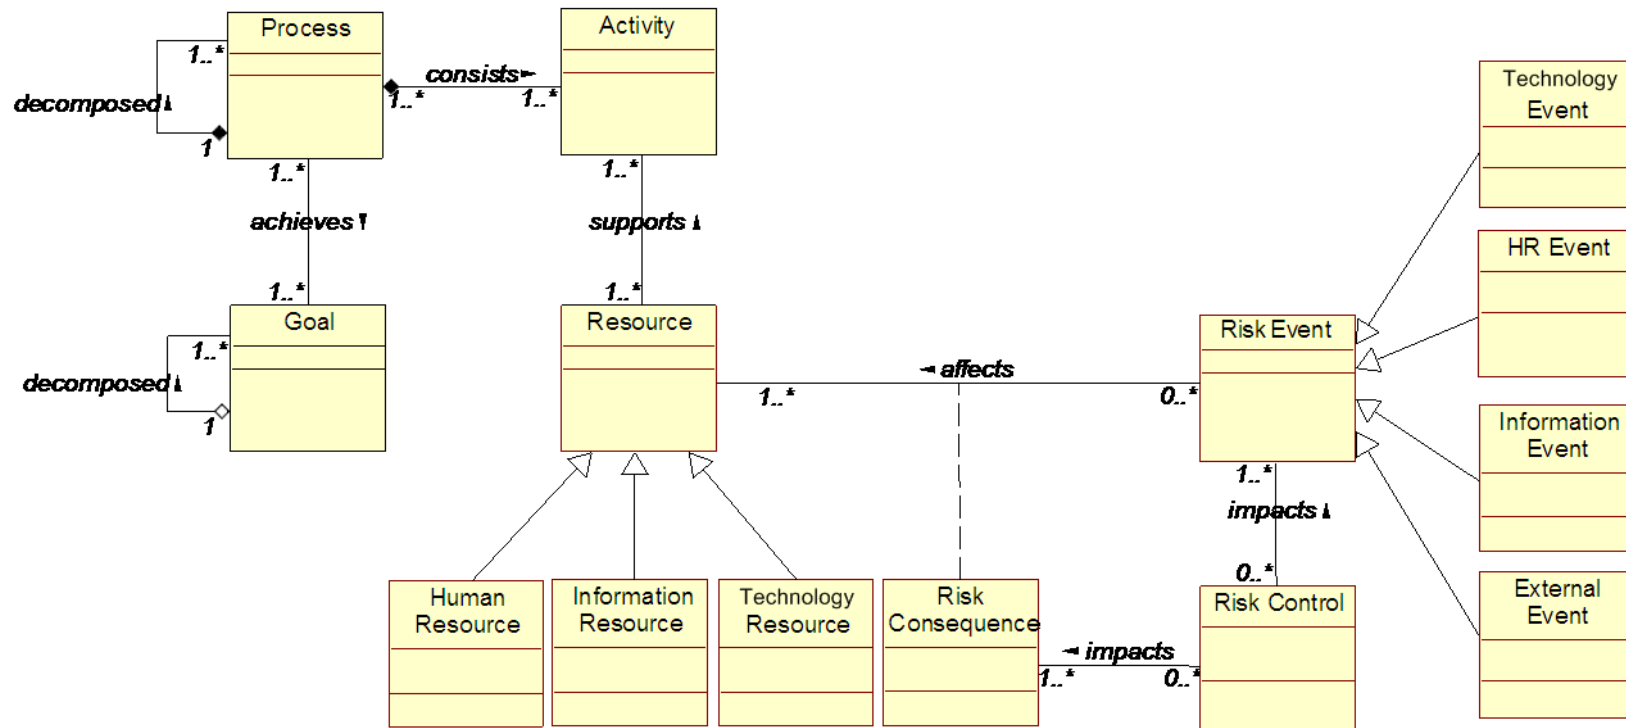 Process
Activity
1..*
consists
1..*
1..*
decomposed
1
1..*
1..*
achieves
supports
1..*
1..*
Goal
Resource
1..*
decomposed
1
Technology
Event
HR Event
Risk Event
affects
1..*
0..*
Information
Event
1..*
impacts
0..*
External
Event
Human
Resource
Information
Resource
Technology
Resource
Risk
Consequence
Risk Control
impacts
1..*
0..*